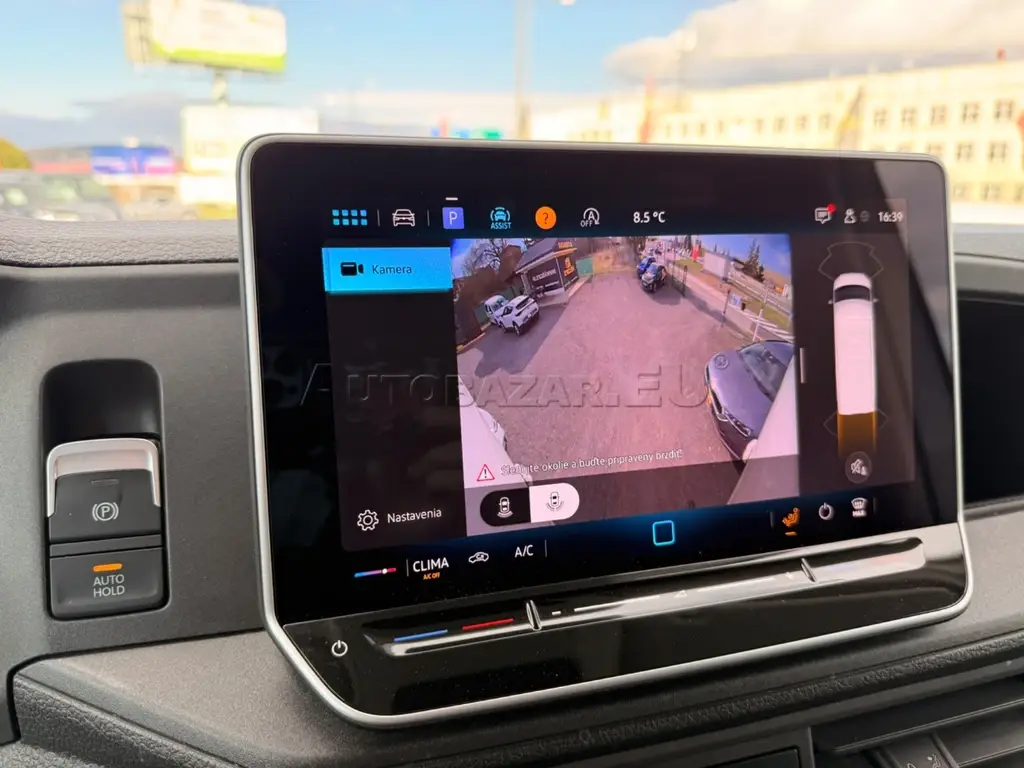 P
ASSIST
?
A
OFF
8.5 °C
16:39
Kamera
AUTOBAZAR.EU
Sledujte okolie a buďte pripravený brzdiť!
Nastavenia
CLIMA
A/C OFF
A/C
MAX
P
AUTO
HOLD